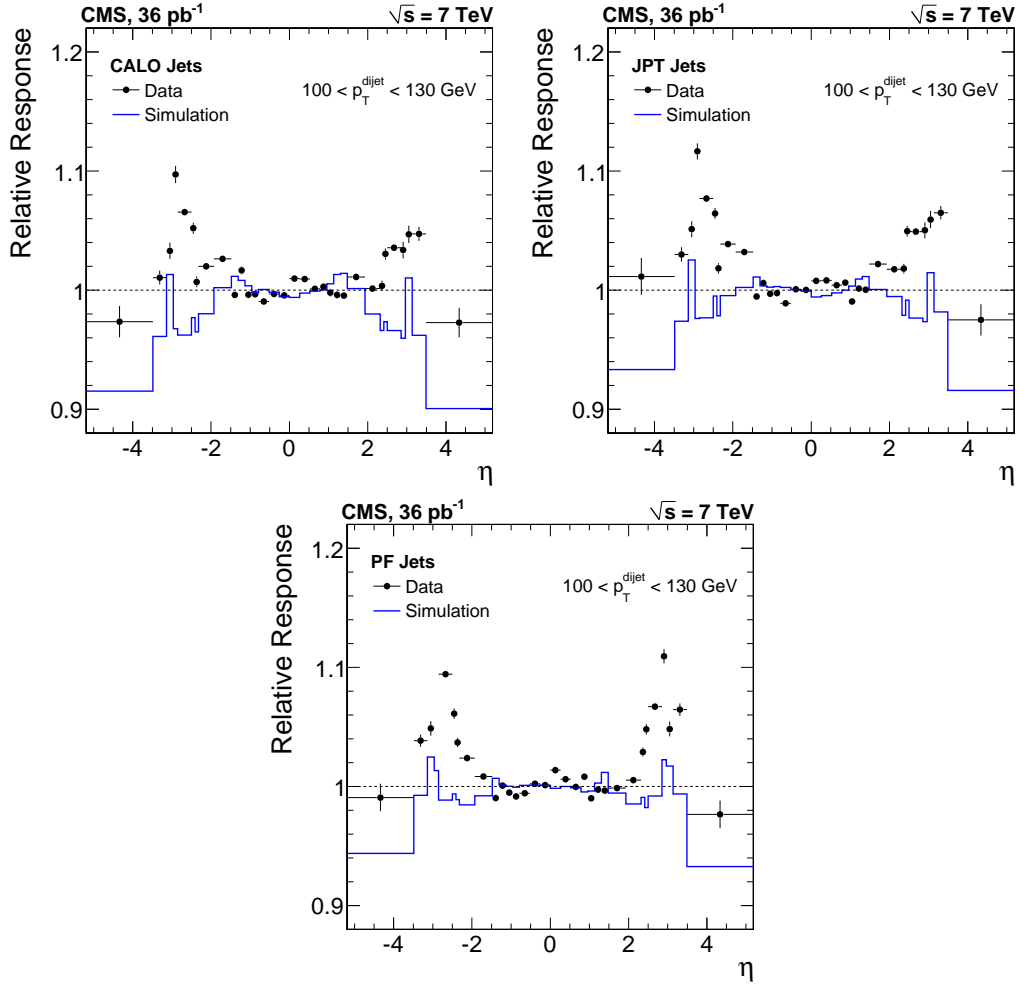 CMS, 36 pb⁻¹ √s = 7 TeV
Relative Response
1.2
1.1
1
0.9
CALO Jets
Data
Simulation
100 < p_T^dijet < 130 GeV
-4 -2 0 2 4
η
CMS, 36 pb⁻¹ √s = 7 TeV
Relative Response
1.2
1.1
1
0.9
JPT Jets
Data
Simulation
100 < p_T^dijet < 130 GeV
-4 -2 0 2 4
η
CMS, 36 pb⁻¹ √s = 7 TeV
Relative Response
1.2
1.1
1
0.9
PF Jets
Data
Simulation
100 < p_T^dijet < 130 GeV
-4 -2 0 2 4
η